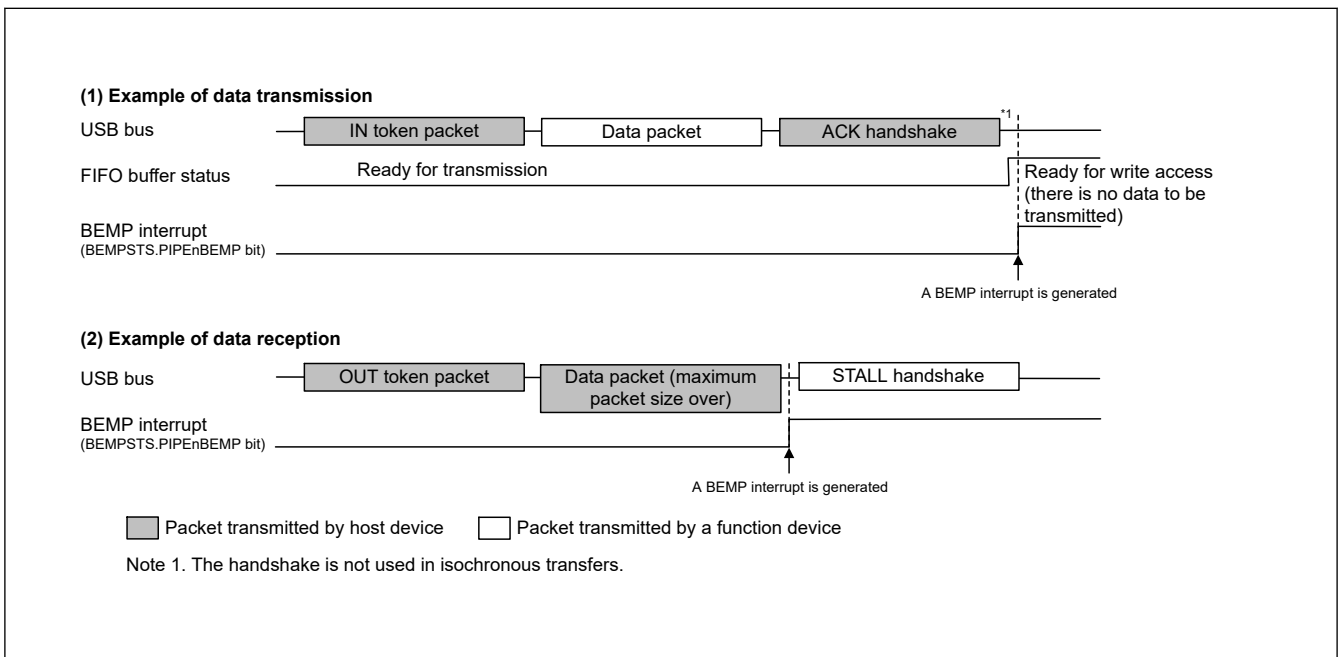 (1) Example of data transmission
*1
USB bus
IN token packet
Data packet
ACK handshake
FIFO buffer status
Ready for transmission
Ready for write access
(there is no data to be
transmitted)
BEMP interrupt
(BEMPSTS.PIPEnBEMP bit)
A BEMP interrupt is generated
(2) Example of data reception
USB bus
OUT token packet
Data packet (maximum
packet size over)
STALL handshake
BEMP interrupt
(BEMPSTS.PIPEnBEMP bit)
A BEMP interrupt is generated
Packet transmitted by host device
Packet transmitted by a function device
Note 1. The handshake is not used in isochronous transfers.